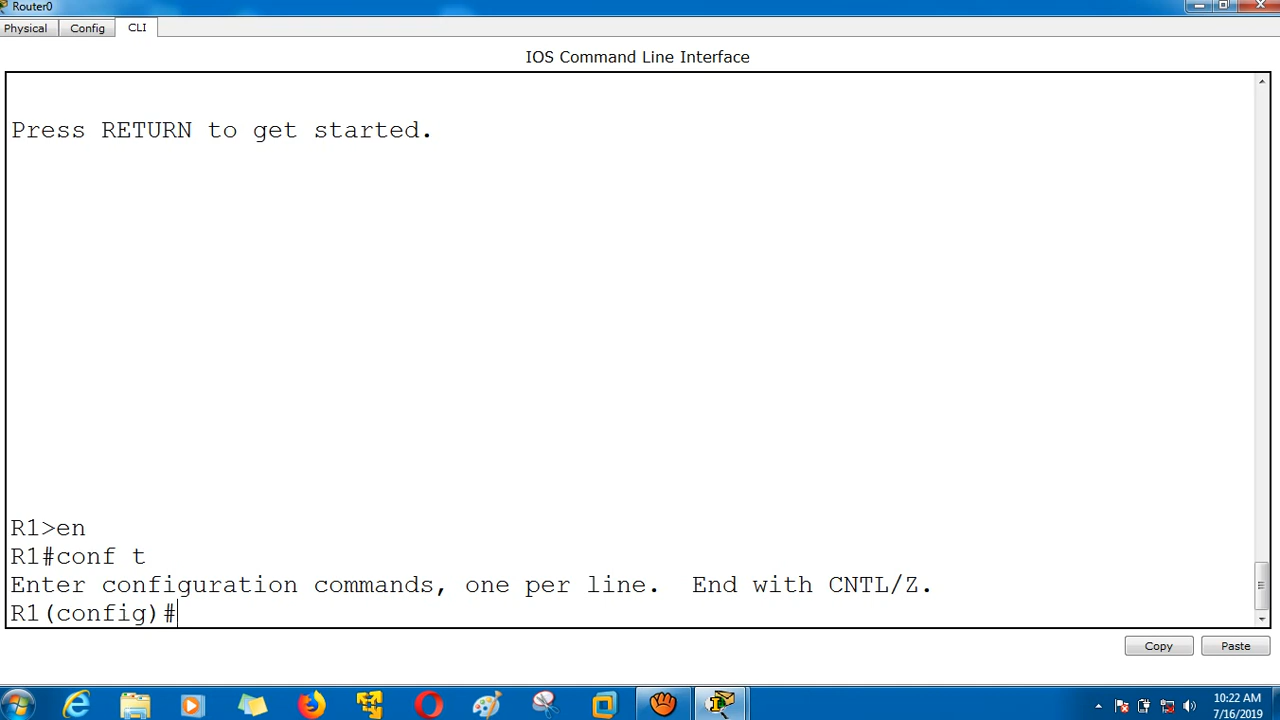 Router0
Physical Config CLI
IOS Command Line Interface
Press RETURN to get started.
R1>en
R1#conf t
Enter configuration commands, one per line.  End with CNTL/Z.
R1(config)#
Copy Paste
10:22 AM
7/16/2019